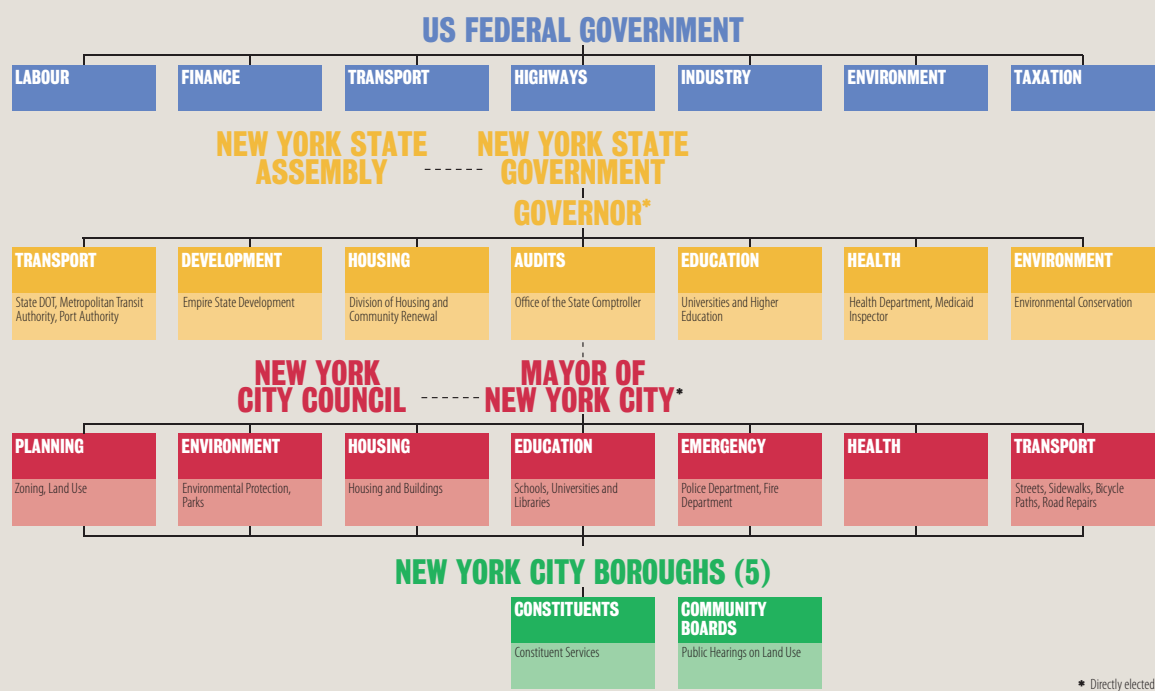 US FEDERAL GOVERNMENT
LABOUR
FINANCE
TRANSPORT
HIGHWAYS
INDUSTRY
ENVIRONMENT
TAXATION
NEW YORK STATE
ASSEMBLY
NEW YORK STATE
GOVERNMENT
GOVERNOR*
TRANSPORT
State DOT, Metropolitan Transit
Authority, Port Authority
DEVELOPMENT
Empire State Development
HOUSING
Division of Housing and
Community Renewal
AUDITS
Office of the State Comptroller
EDUCATION
Universities and Higher
Education
HEALTH
Health Department, Medicaid
Inspector
ENVIRONMENT
Environmental Conservation
NEW YORK
CITY COUNCIL
MAYOR OF
NEW YORK CITY*
PLANNING
Zoning, Land Use
ENVIRONMENT
Environmental Protection,
Parks
HOUSING
Housing and Buildings
EDUCATION
Schools, Universities and
Libraries
EMERGENCY
Police Department, Fire
Department
HEALTH
TRANSPORT
Streets, Sidewalks, Bicycle
Paths, Road Repairs
NEW YORK CITY BOROUGHS (5)
CONSTITUENTS
Constituent Services
COMMUNITY
BOARDS
Public Hearings on Land Use
* Directly elected